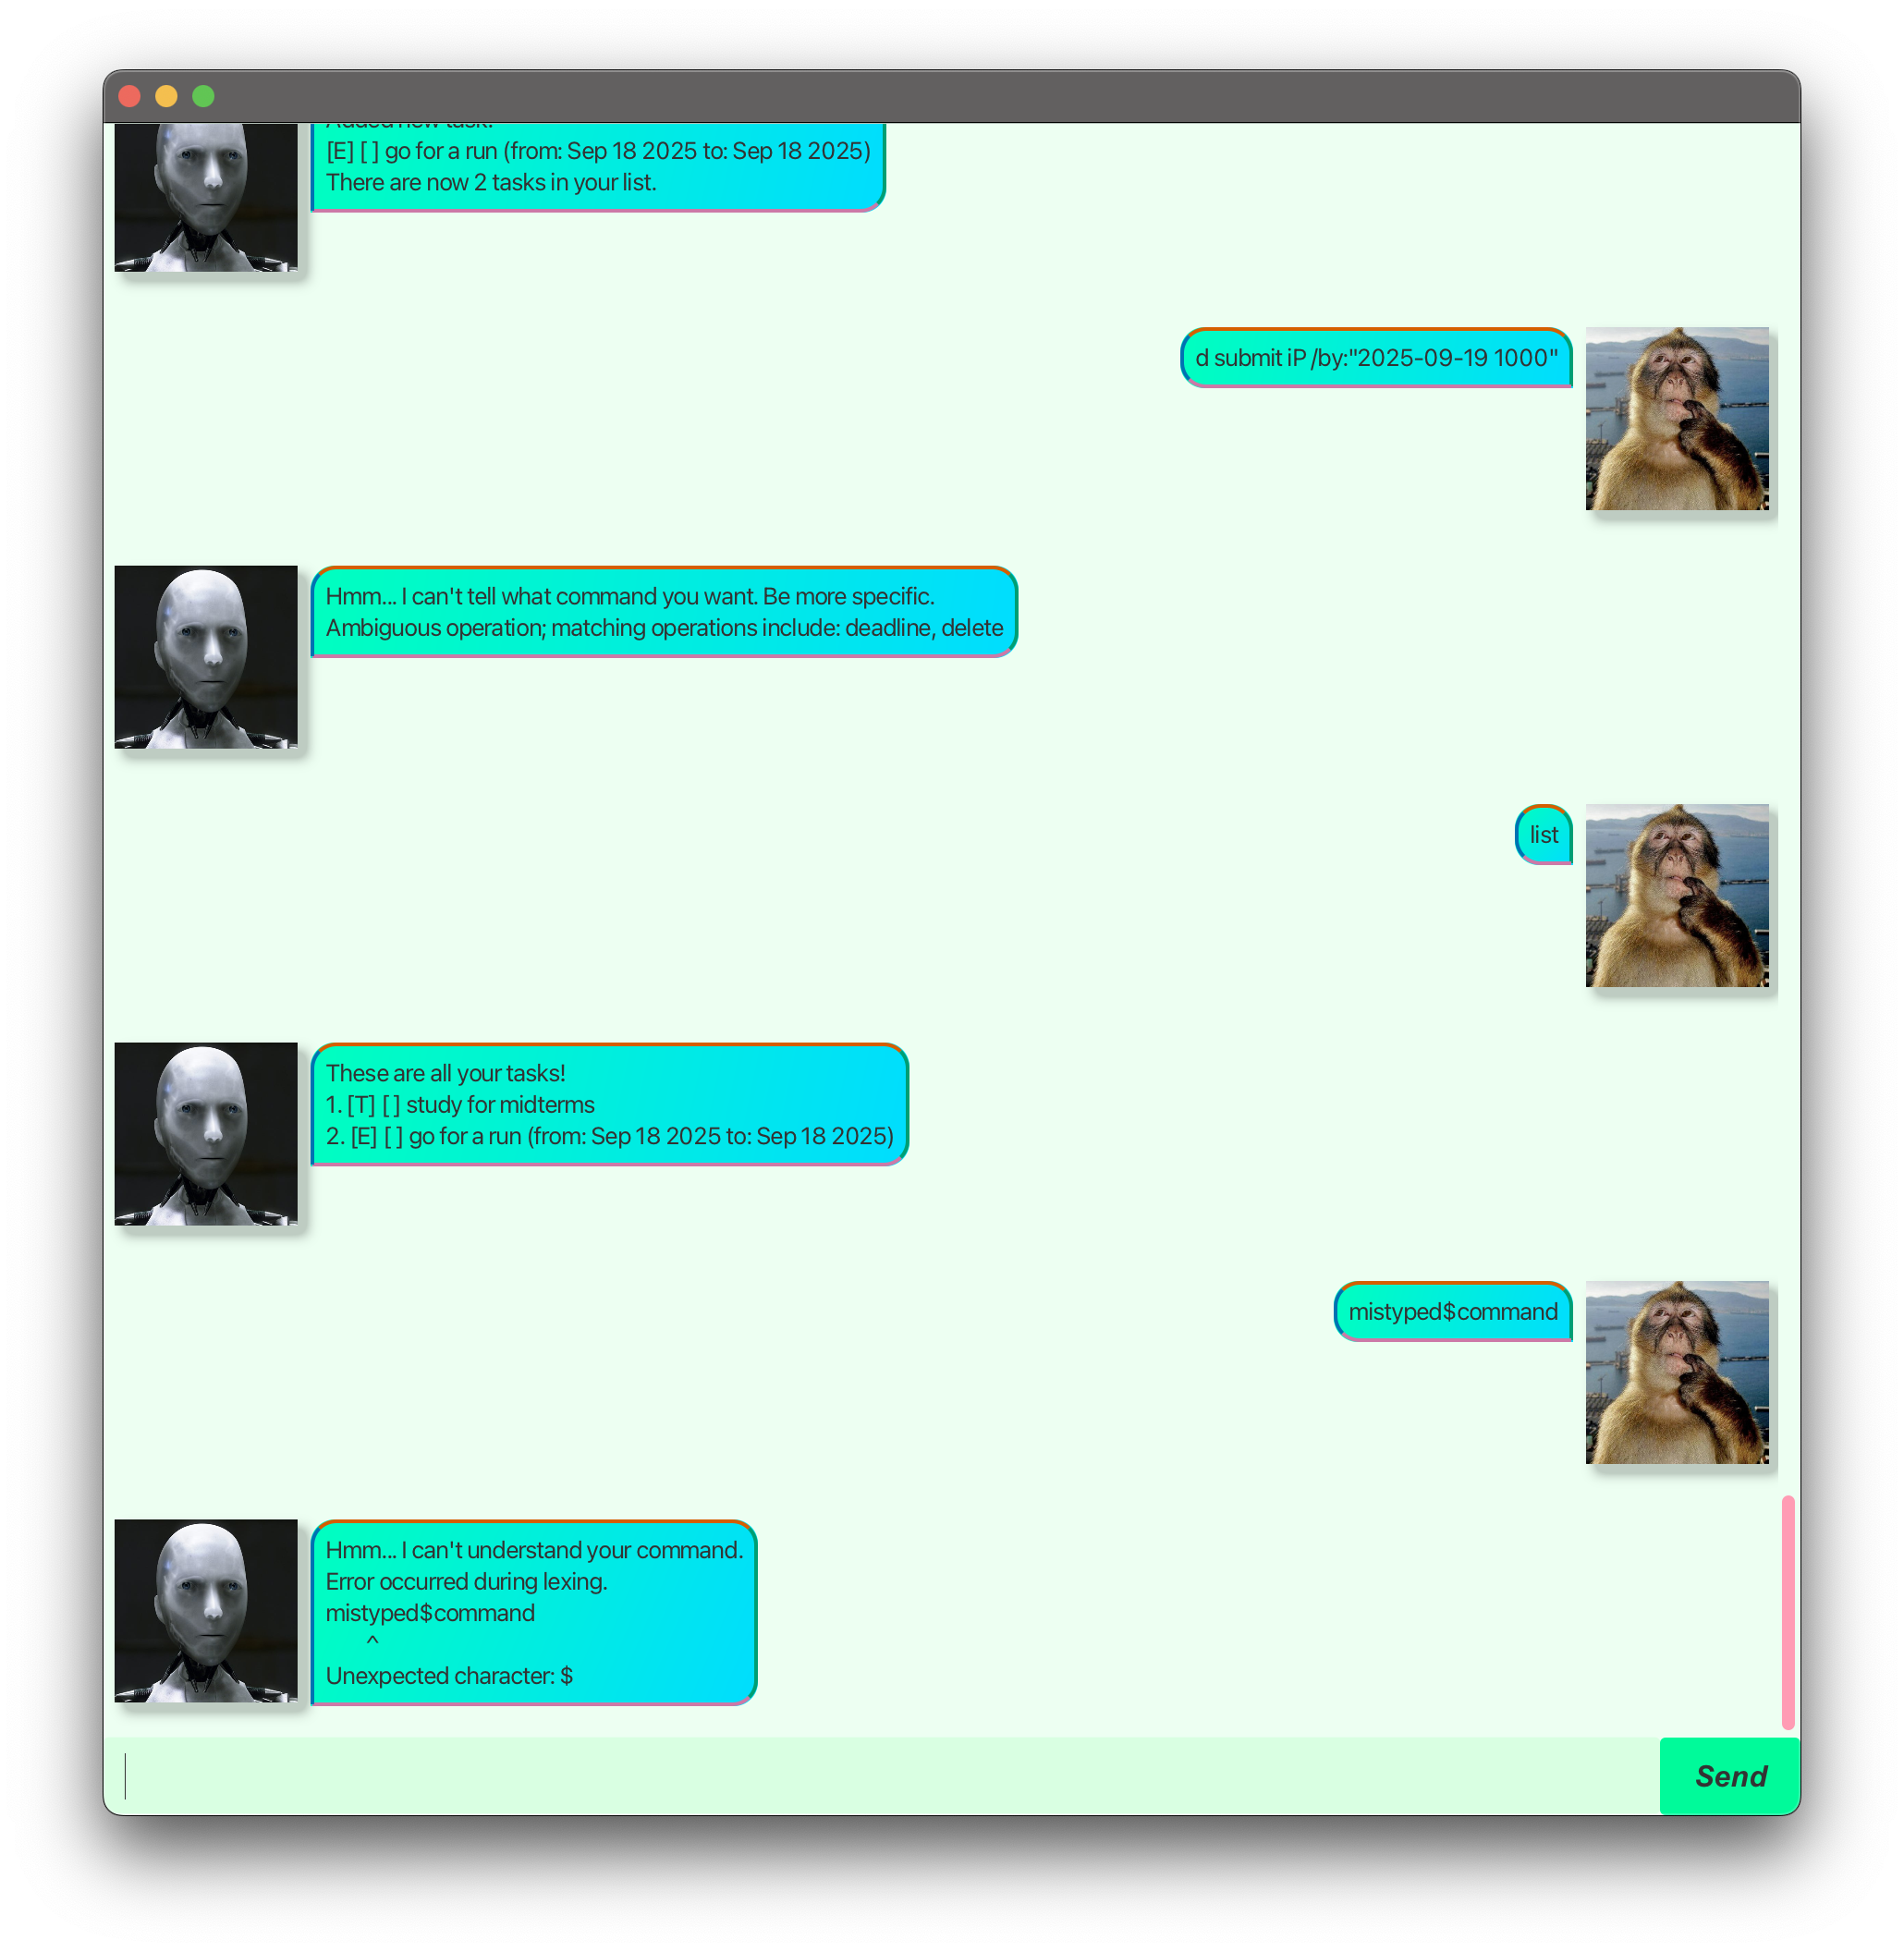 Added new task:
[E] [ ] go for a run (from: Sep 18 2025 to: Sep 18 2025)
There are now 2 tasks in your list.
d submit iP /by:"2025-09-19 1000"
Hmm... I can't tell what command you want. Be more specific.
Ambiguous operation; matching operations include: deadline, delete
list
These are all your tasks!
1. [T] [ ] study for midterms
2. [E] [ ] go for a run (from: Sep 18 2025 to: Sep 18 2025)
mistyped$command
Hmm... I can't understand your command.
Error occurred during lexing.
mistyped$command
^
Unexpected character: $
Send